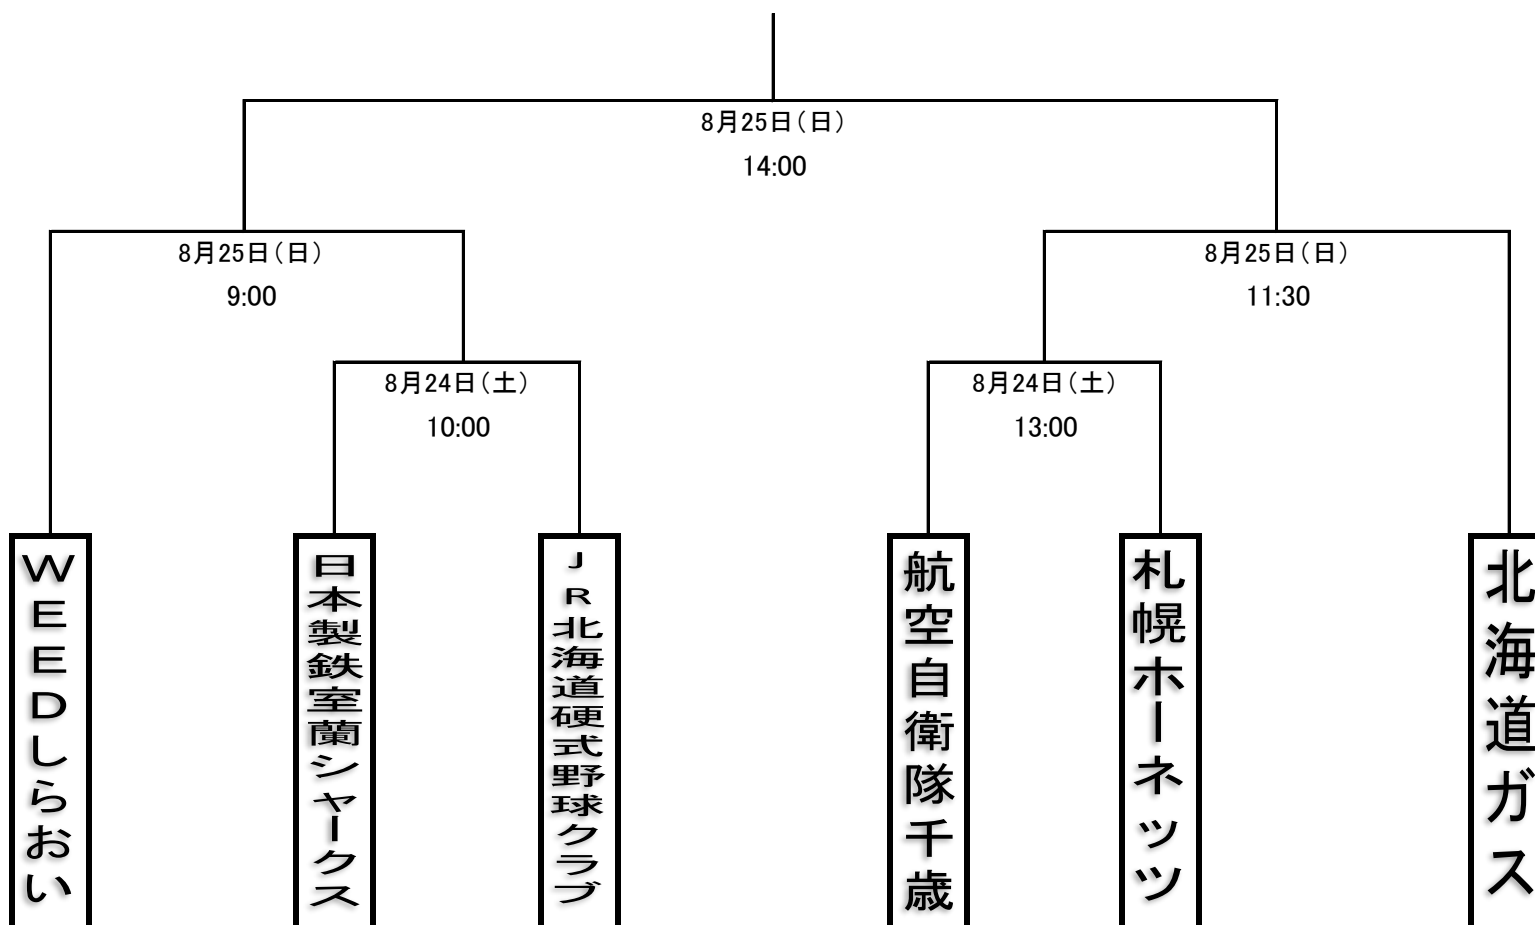 8月25日（日）
14:00
8月25日（日）
9:00
8月25日（日）
11:30
8月24日（土）
10:00
8月24日（土）
13:00
WEEDしらおい
日本製鉄室蘭シャークス
JR北海道硬式野球クラブ
航空自衛隊千歳
札幌ホーネッツ
北海道ガス